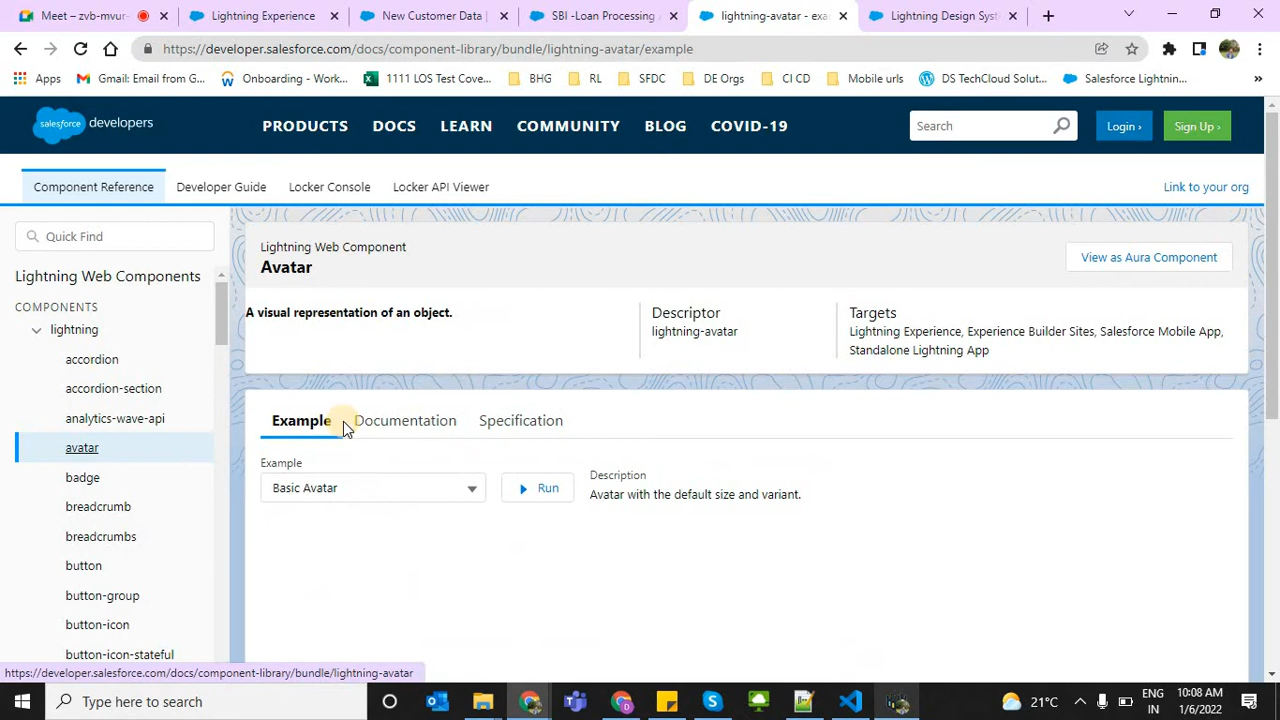 Meet – zvb-mvur-
Lightning Experience
New Customer Data |
SBI -Loan Processing A
lightning-avatar - exa
Lightning Design Syst
https://developer.salesforce.com/docs/component-library/bundle/lightning-avatar/example
Apps
Gmail: Email from G...
Onboarding - Work...
1111 LOS Test Cove...
BHG
RL
SFDC
DE Orgs
CI CD
Mobile urls
DS TechCloud Solut...
Salesforce Lightnin...
»
salesforce developers
PRODUCTS
DOCS
LEARN
COMMUNITY
BLOG
COVID-19
Search
Login ›
Sign Up ›
Component Reference
Developer Guide
Locker Console
Locker API Viewer
Link to your org
Quick Find
Lightning Web Components
COMPONENTS
lightning
accordion
accordion-section
analytics-wave-api
avatar
badge
breadcrumb
breadcrumbs
button
button-group
button-icon
button-icon-stateful
Lightning Web Component
Avatar
View as Aura Component
A visual representation of an object.
Descriptor
lightning-avatar
Targets
Lightning Experience, Experience Builder Sites, Salesforce Mobile App,
Standalone Lightning App
Example
Documentation
Specification
Example
Basic Avatar
Run
Description
Avatar with the default size and variant.
https://developer.salesforce.com/docs/component-library/bundle/lightning-avatar
Type here to search
21°C
ENG
IN
10:08 AM
1/6/2022